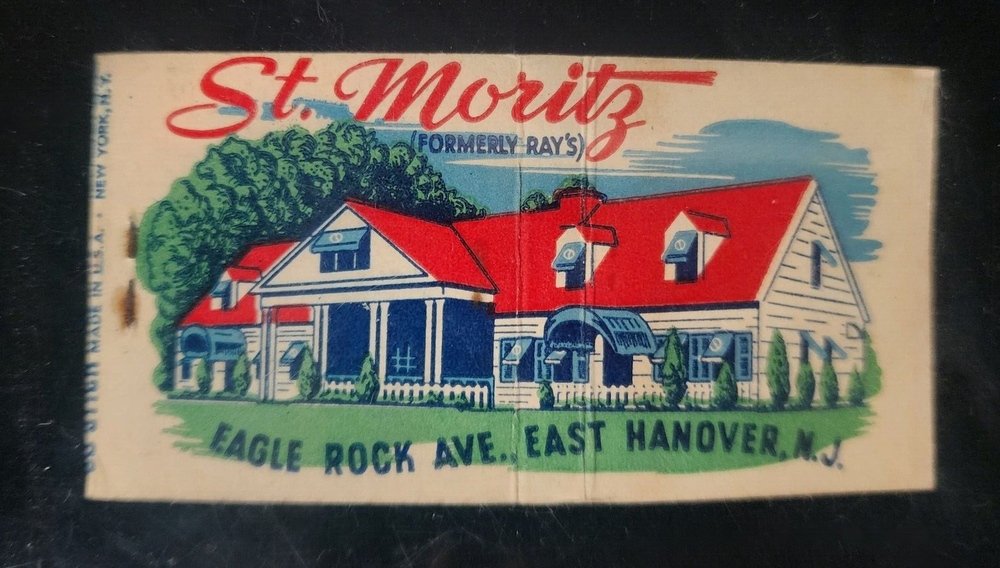 St. Moritz
(FORMERLY RAY'S)
EAGLE ROCK AVE., EAST HANOVER, N.J.
MADE IN U.S.A. • NEW YORK, N.Y.